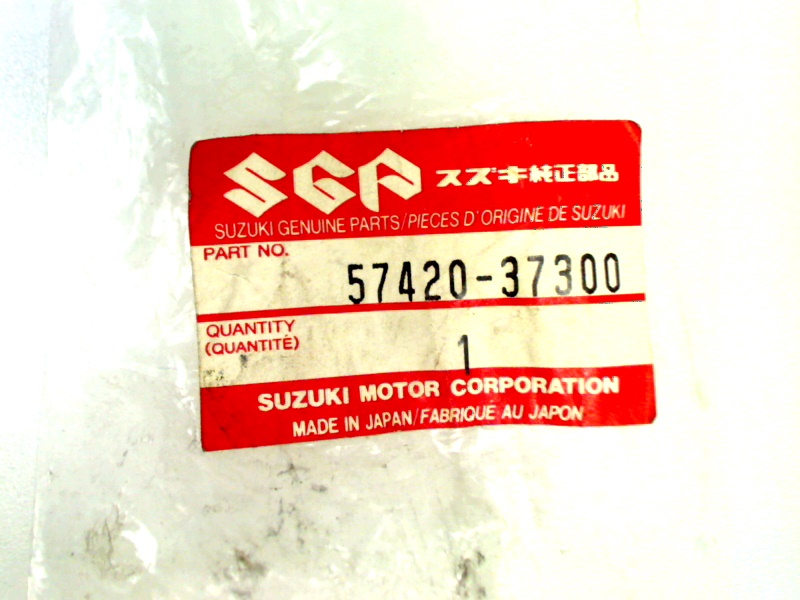 SGP スズキ純正部品
SUZUKI GENUINE PARTS/PIECES D'ORIGINE DE SUZUKI
PART NO.
57420-37300
QUANTITY
(QUANTITÉ)
1
SUZUKI MOTOR CORPORATION
MADE IN JAPAN/FABRIQUE AU JAPON